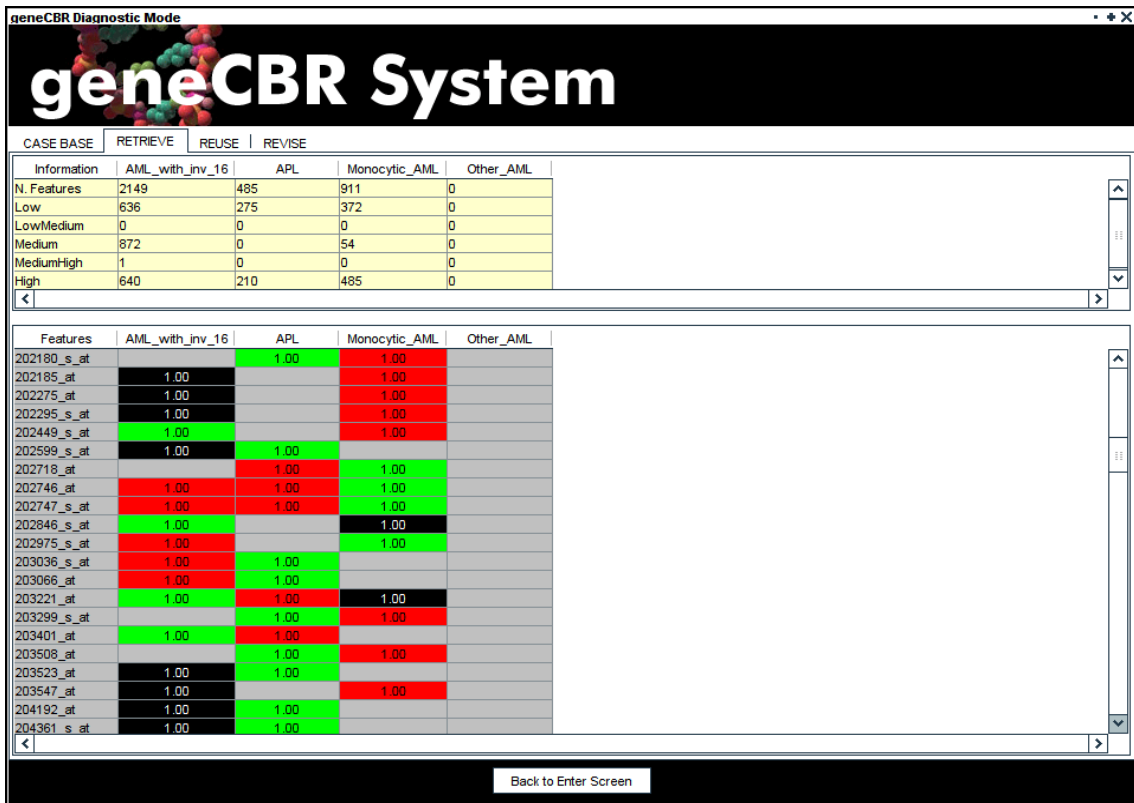 geneCBR Diagnostic Mode
geneCBR System
CASE BASE RETRIEVE REUSE REVISE
Information AML_with_inv_16 APL Monocytic_AML Other_AML
N. Features 2149 485 911 0
Low 636 275 372 0
LowMedium 0 0 0 0
Medium 872 0 54 0
MediumHigh 1 0 0 0
High 640 210 485 0
Features AML_with_inv_16 APL Monocytic_AML Other_AML
202180_s_at 1.00 1.00
202185_at 1.00 1.00
202275_at 1.00 1.00
202295_s_at 1.00 1.00
202449_s_at 1.00 1.00
202599_s_at 1.00 1.00
202718_at 1.00 1.00
202746_at 1.00 1.00 1.00
202747_s_at 1.00 1.00 1.00
202846_s_at 1.00 1.00
202975_s_at 1.00 1.00
203036_s_at 1.00 1.00
203066_at 1.00 1.00
203221_at 1.00 1.00 1.00
203299_s_at 1.00 1.00
203401_at 1.00 1.00
203508_at 1.00 1.00
203523_at 1.00 1.00
203547_at 1.00 1.00
204192_at 1.00 1.00
204361_s_at 1.00 1.00
Back to Enter Screen